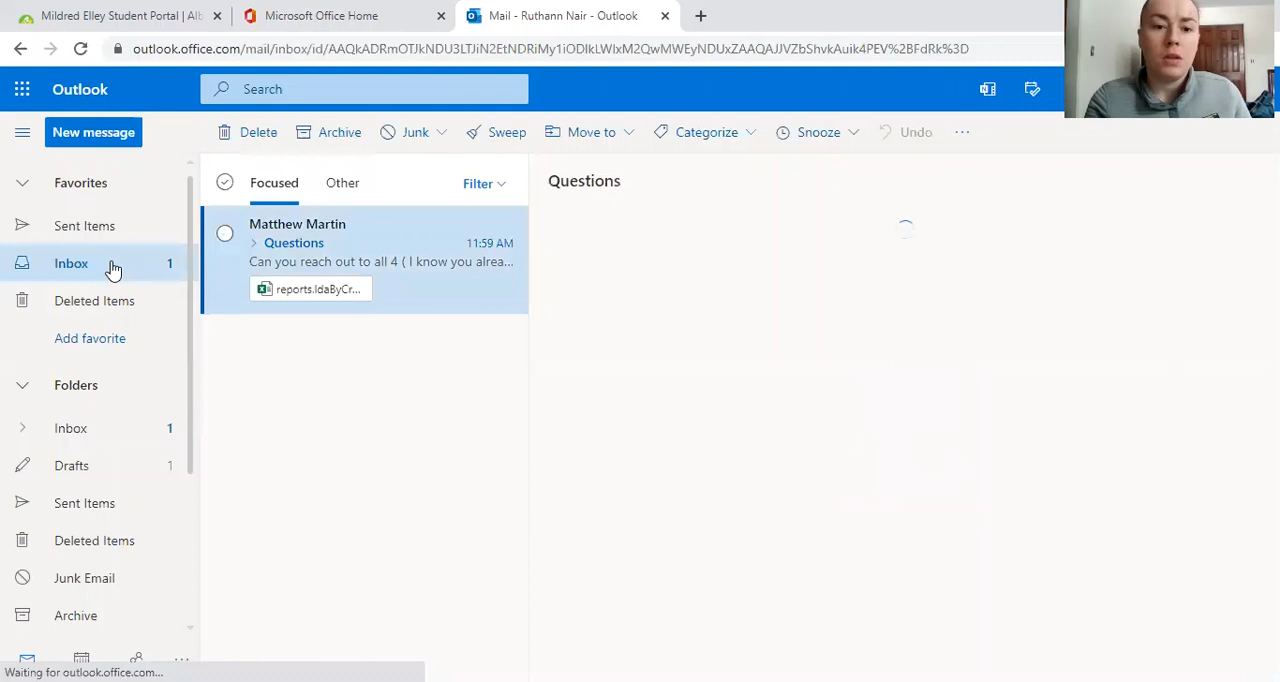 Mildred Elley Student Portal | Alb
Microsoft Office Home
Mail - Ruthann Nair - Outlook
outlook.office.com/mail/inbox/id/AAQkADRmOTJkNDU3LTJiN2EtNDRiMy1iODlkLWIxM2QwMWEyNDUxZAAQAJJVZbShvkAuik4PEV%2BFdRk%3D
Outlook
Search
New message
Delete
Archive
Junk
Sweep
Move to
Categorize
Snooze
Undo
Favorites
Sent Items
Inbox 1
Deleted Items
Add favorite
Folders
Inbox 1
Drafts 1
Sent Items
Deleted Items
Junk Email
Archive
Focused
Other
Filter
Matthew Martin
Questions 11:59 AM
Can you reach out to all 4 ( I know you alrea...
reports.ldaByCr...
Questions
Waiting for outlook.office.com...